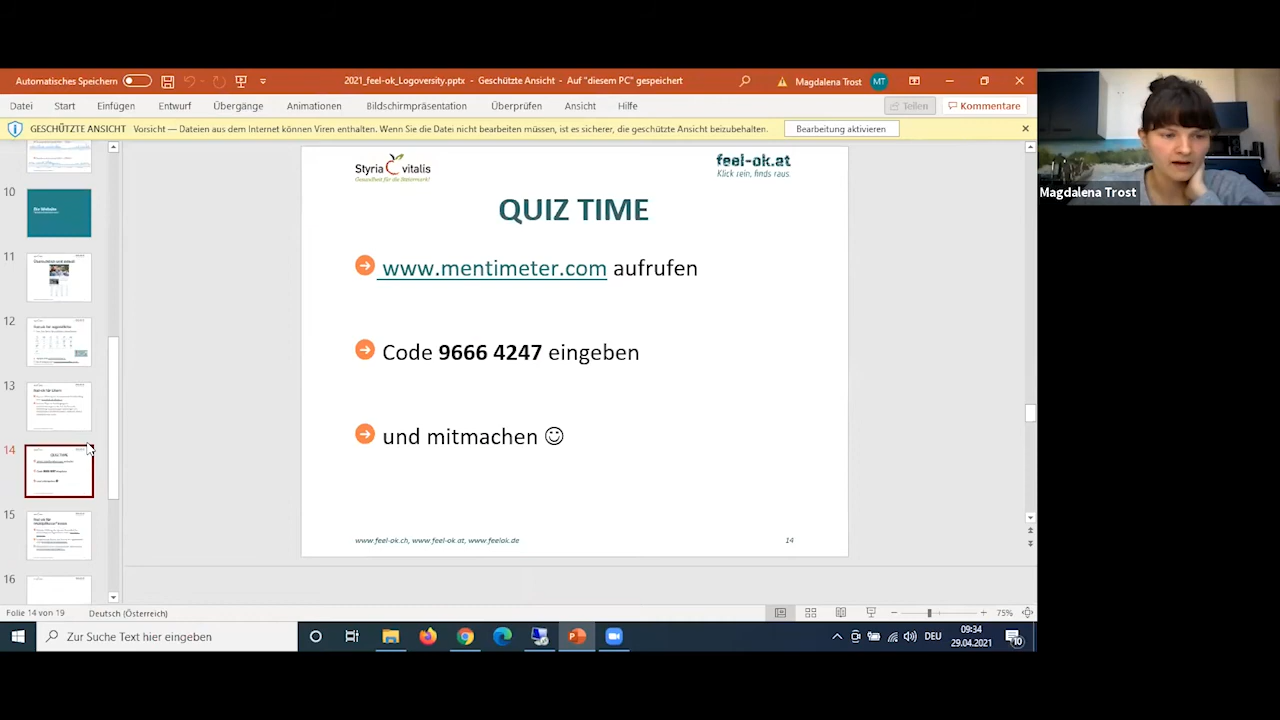 Automatisches Speichern
2021_feel-ok_Logoversity.pptx - Geschützte Ansicht - Auf "diesem PC" gespeichert
Magdalena Trost
MT
Datei Start Einfügen Entwurf Übergänge Animationen Bildschirmpräsentation Überprüfen Ansicht Hilfe
Teilen
Kommentare
GESCHÜTZTE ANSICHT Vorsicht — Dateien aus dem Internet können Viren enthalten. Wenn Sie die Datei nicht bearbeiten müssen, ist es sicherer, die geschützte Ansicht beizubehalten.
Bearbeitung aktivieren
10
11
12
13
14
15
16
Styria vitalis
Gesundheit für die Steiermark!
feel-ok.at
Klick rein, finds raus.
QUIZ TIME
www.mentimeter.com aufrufen
Code 9666 4247 eingeben
und mitmachen ☺
www.feel-ok.ch, www.feel-ok.at, www.feelok.de
14
Magdalena Trost
Folie 14 von 19
Deutsch (Österreich)
75%
Zur Suche Text hier eingeben
DEU
09:34
29.04.2021
10